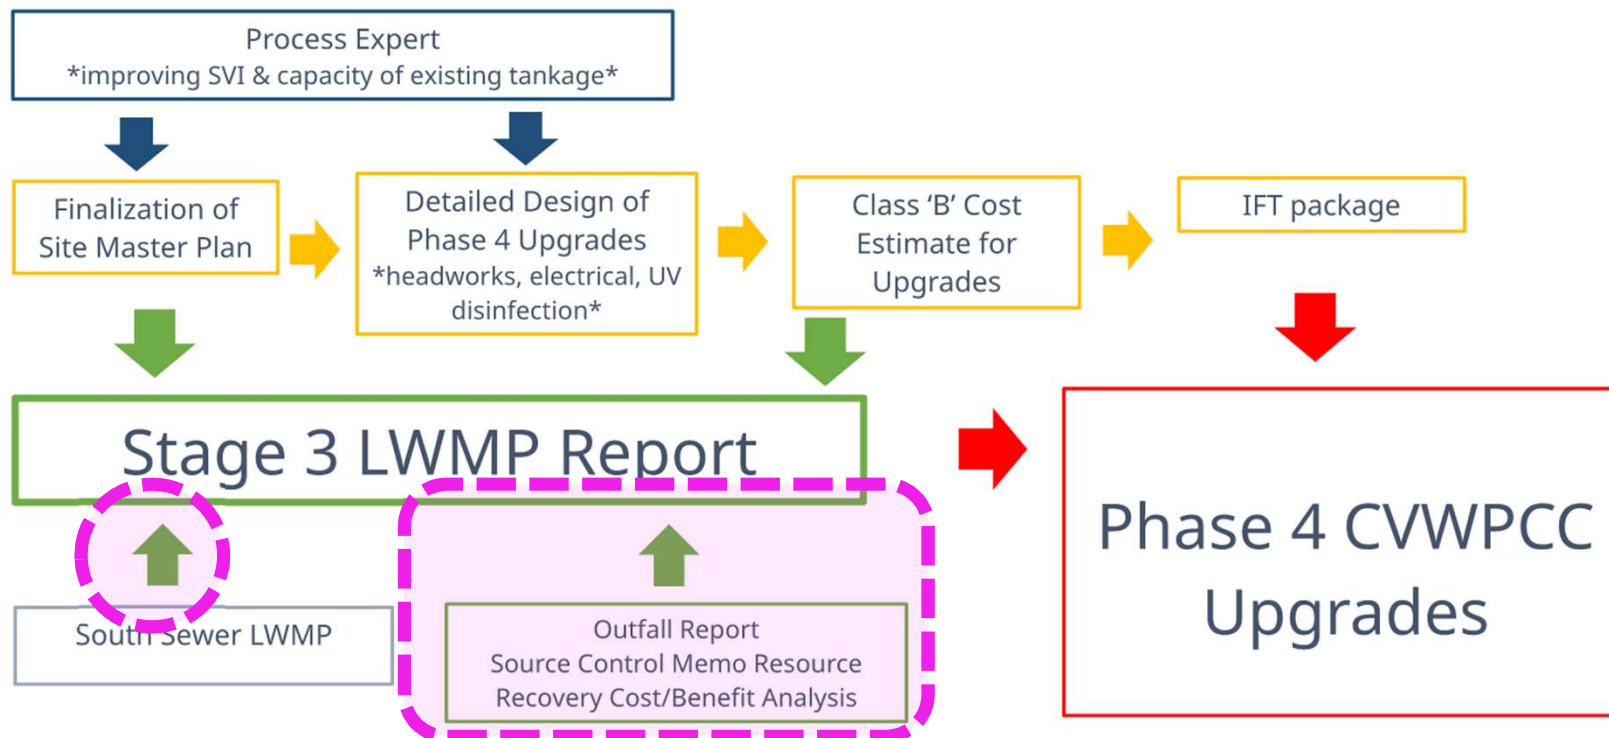 Process Expert
*improving SVI & capacity of existing tankage*
Finalization of
Site Master Plan
Detailed Design of
Phase 4 Upgrades
*headworks, electrical, UV
disinfection*
Class ‘B’ Cost
Estimate for
Upgrades
IFT package
Stage 3 LWMP Report
Phase 4 CVWPCC
Upgrades
South Sewer LWMP
Outfall Report
Source Control Memo Resource
Recovery Cost/Benefit Analysis